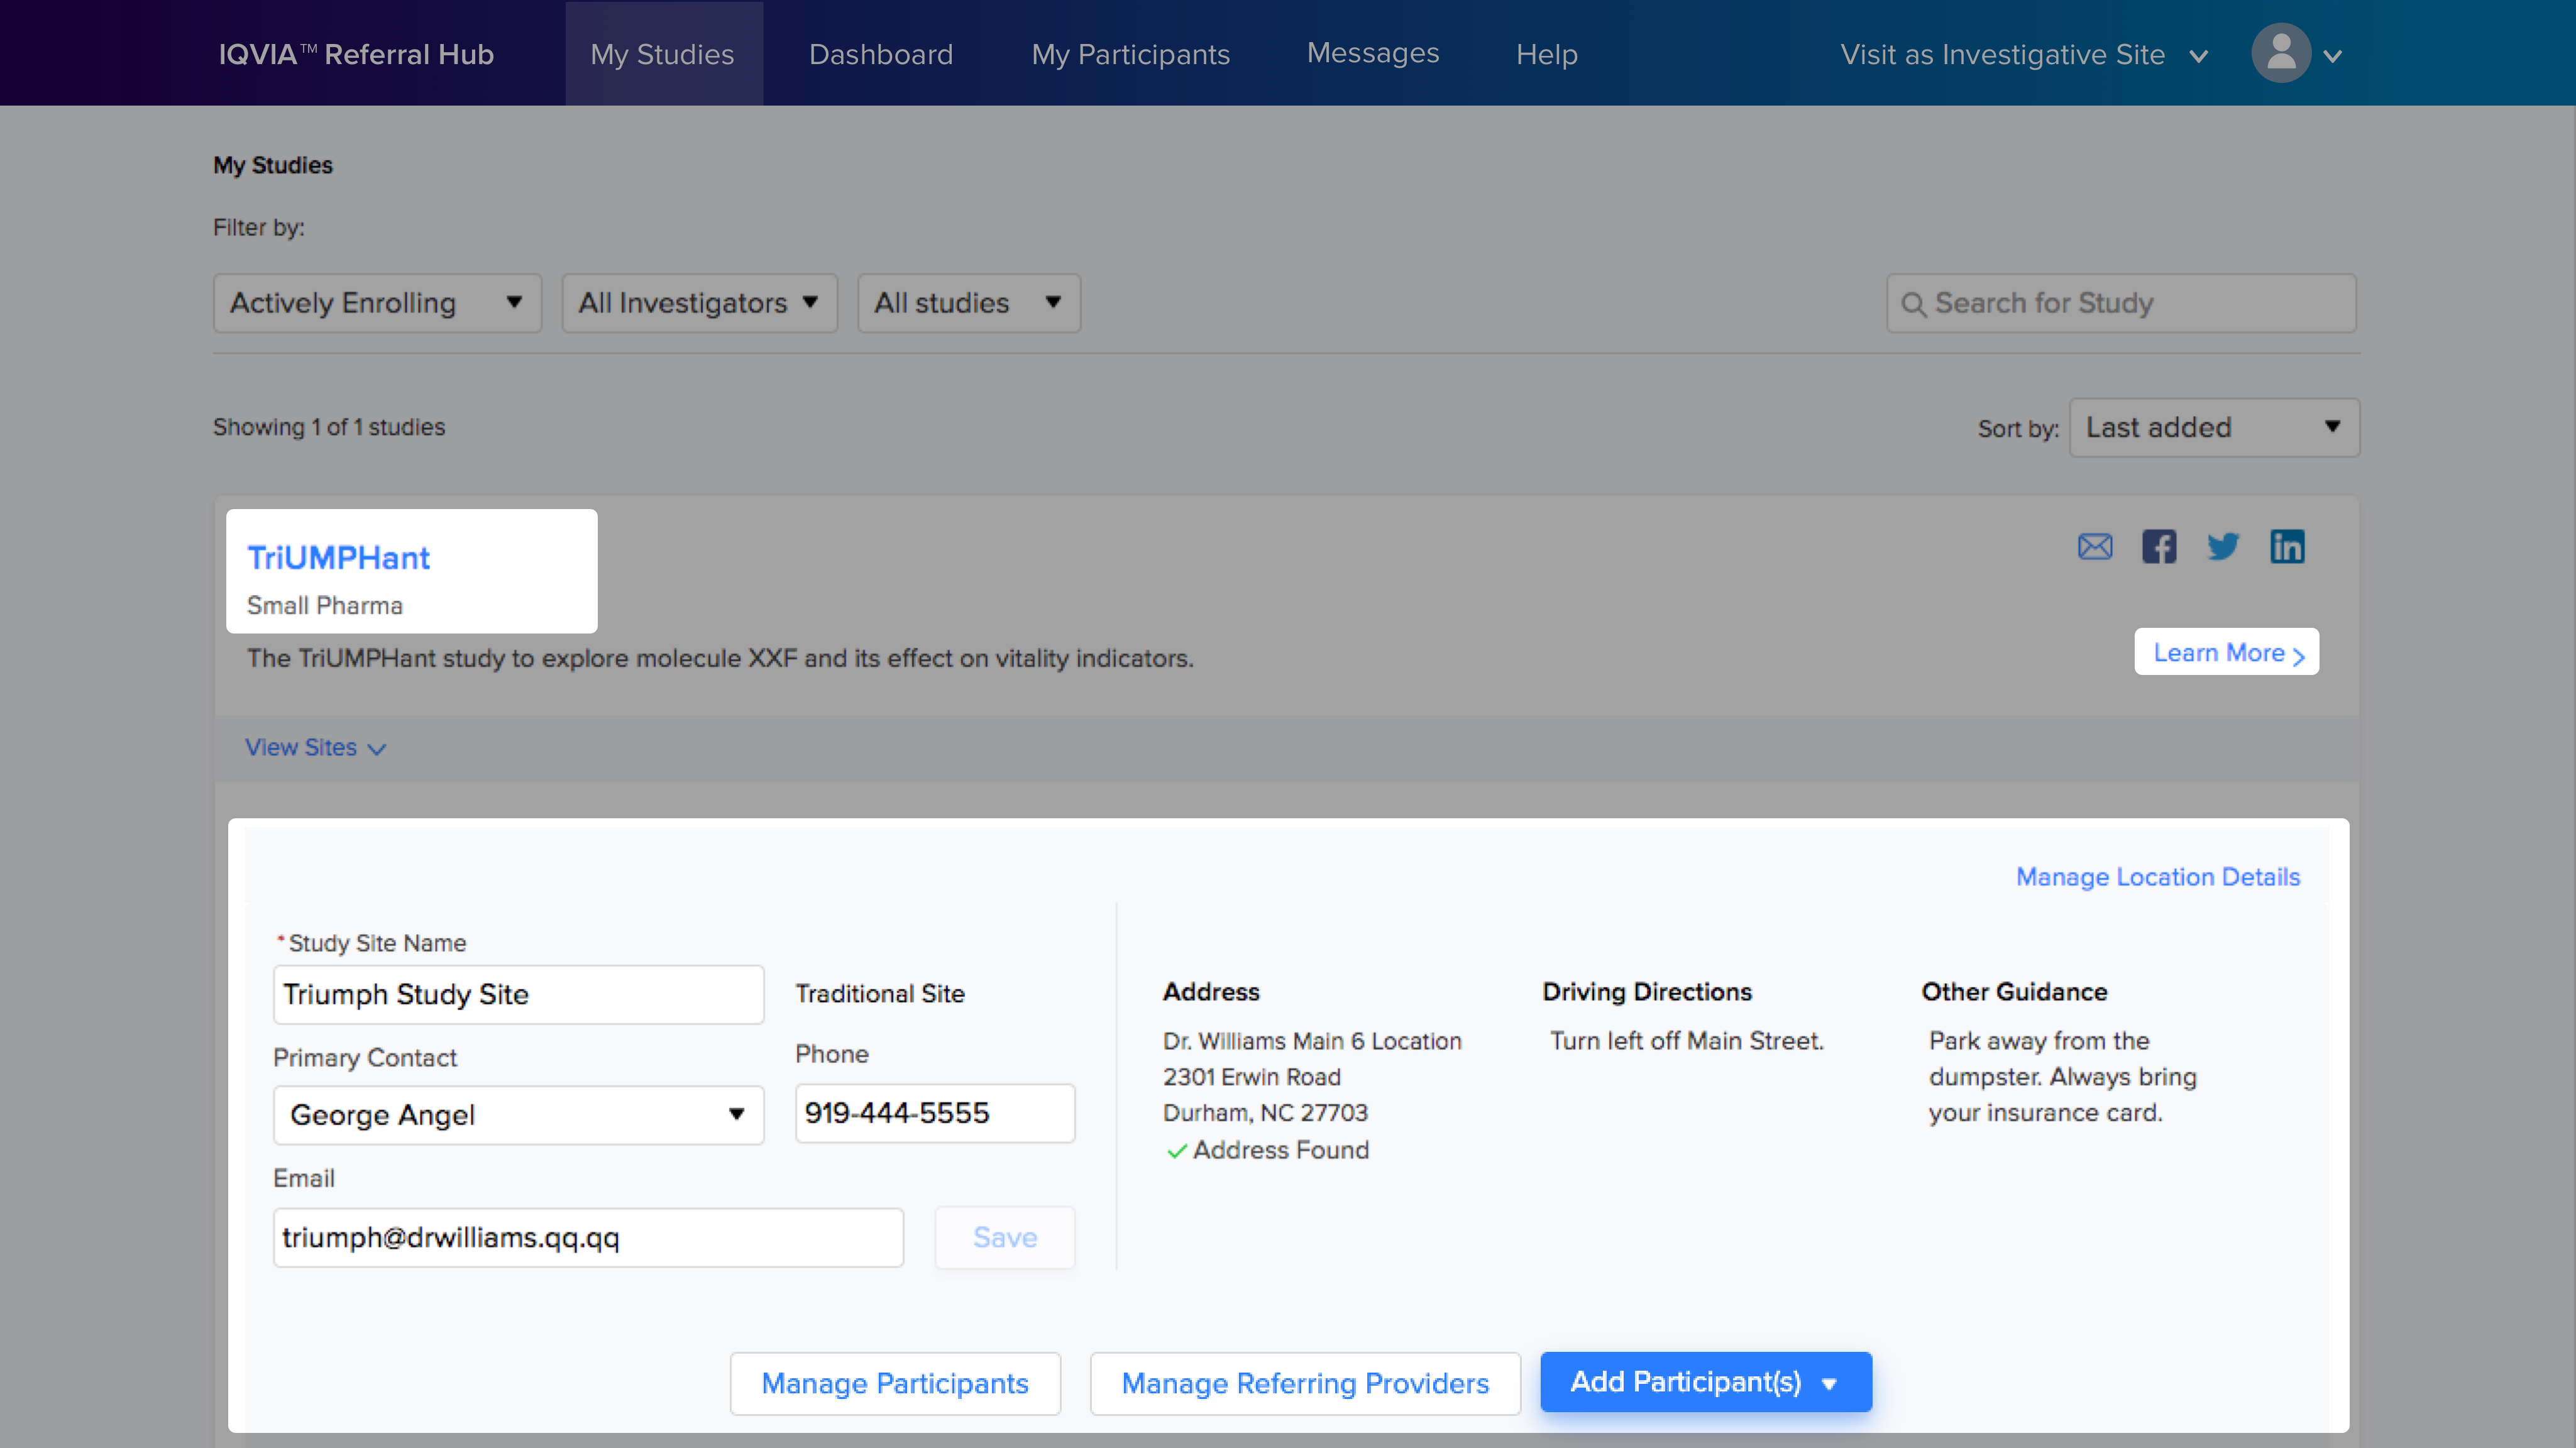 IQVIA™ Referral Hub
My Studies
Dashboard
My Participants
Messages
Help
Visit as Investigative Site
My Studies
Filter by:
Actively Enrolling
All Investigators
All studies
Search for Study
Showing 1 of 1 studies
Sort by:
Last added
TriUMPHant
Small Pharma
The TriUMPHant study to explore molecule XXF and its effect on vitality indicators.
Learn More
View Sites
Manage Location Details
* Study Site Name
Triumph Study Site
Traditional Site
Primary Contact
George Angel
Phone
919-444-5555
Email
triumph@drwilliams.qq.qq
Save
Address
Dr. Williams Main 6 Location
2301 Erwin Road
Durham, NC 27703
Address Found
Driving Directions
Turn left off Main Street.
Other Guidance
Park away from the
dumpster. Always bring
your insurance card.
Manage Participants
Manage Referring Providers
Add Participant(s)